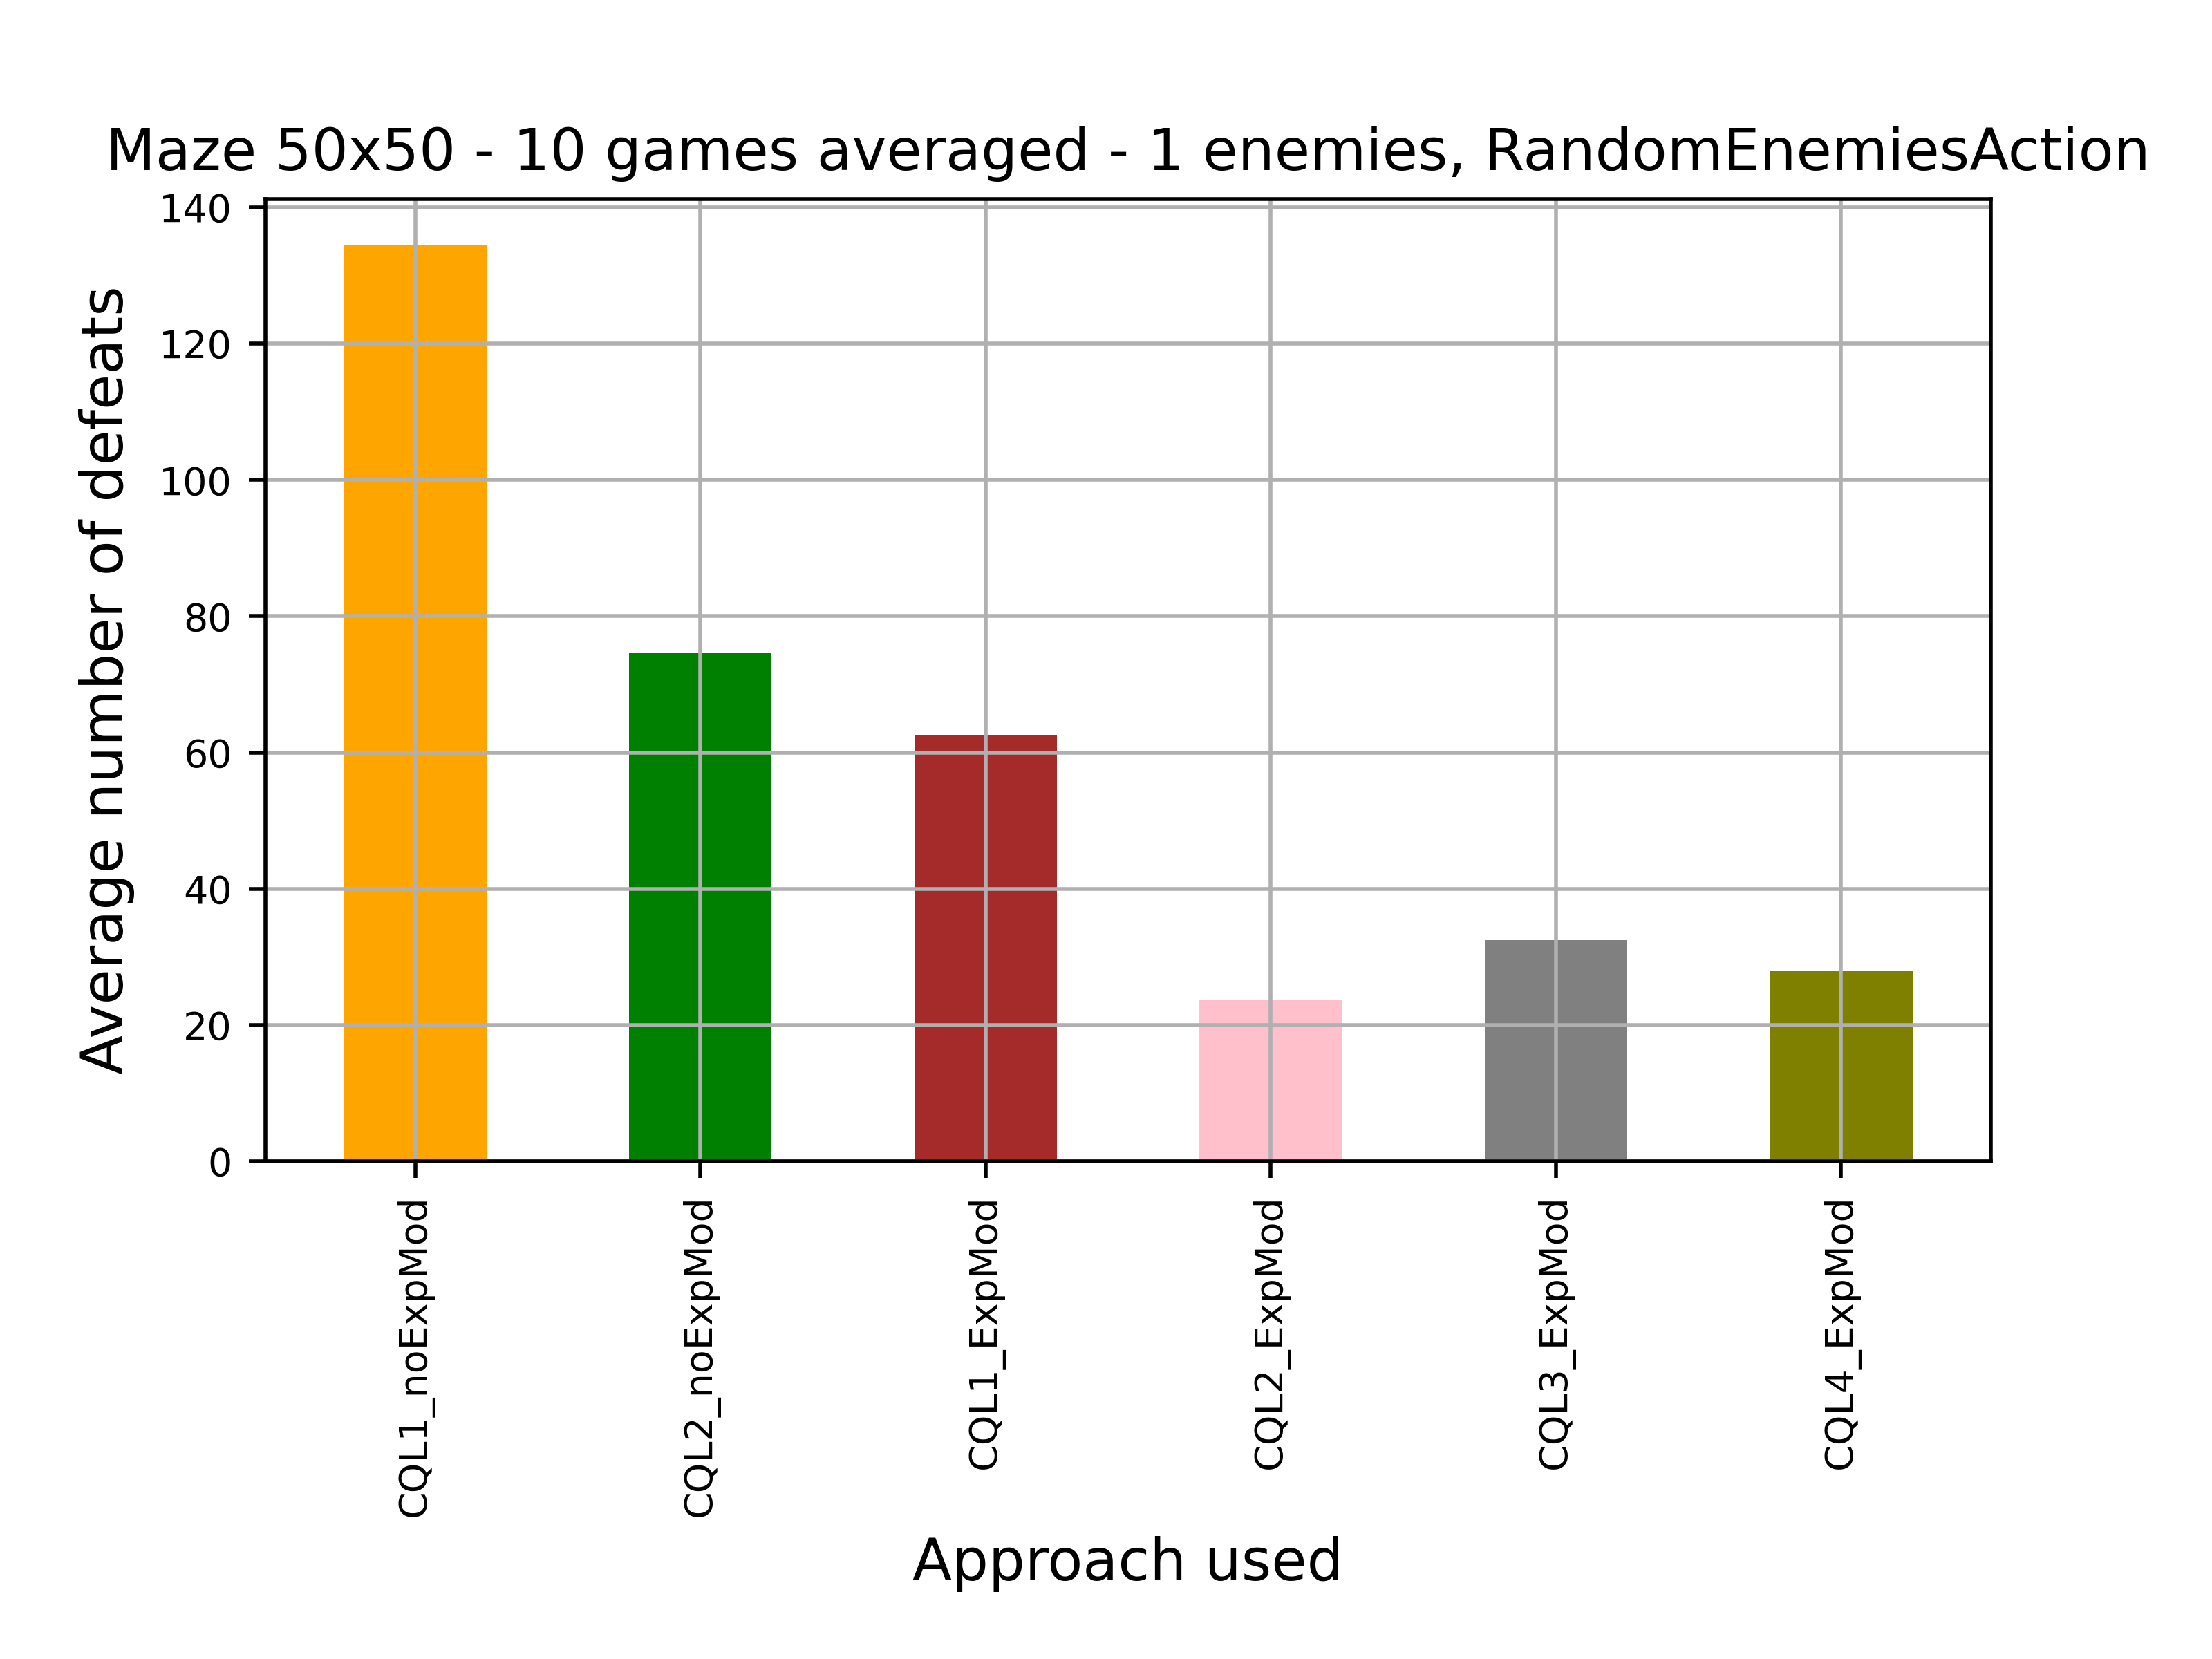 Maze 50x50 - 10 games averaged - 1 enemies, RandomEnemiesAction
Average number of defeats
140
120
100
80
60
40
20
0
CQL1_noExpMod
CQL2_noExpMod
CQL1_ExpMod
CQL2_ExpMod
CQL3_ExpMod
CQL4_ExpMod
Approach used